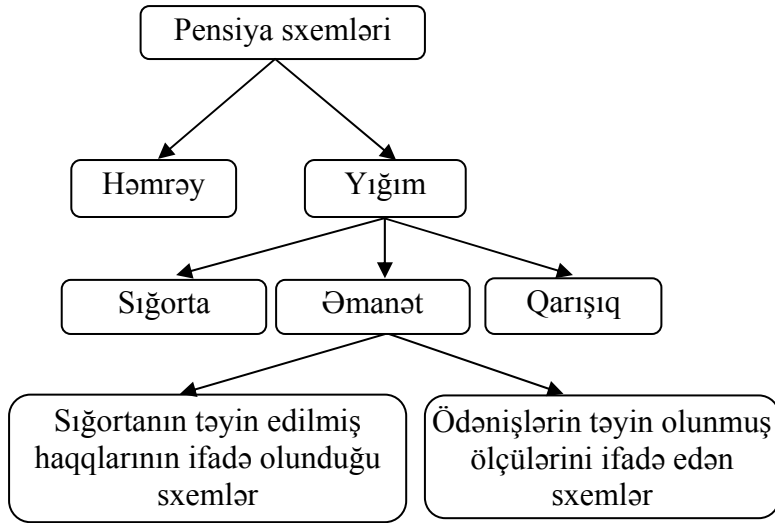 Pensiya sxemləri
Həmrəy
Yığım
Sığorta
Əmanət
Qarışıq
Sığortanın təyin edilmiş
haqqlarının ifadə olunduğu
sxemlər
Ödənişlərin təyin olunmuş
ölçülərini ifadə edən
sxemlər